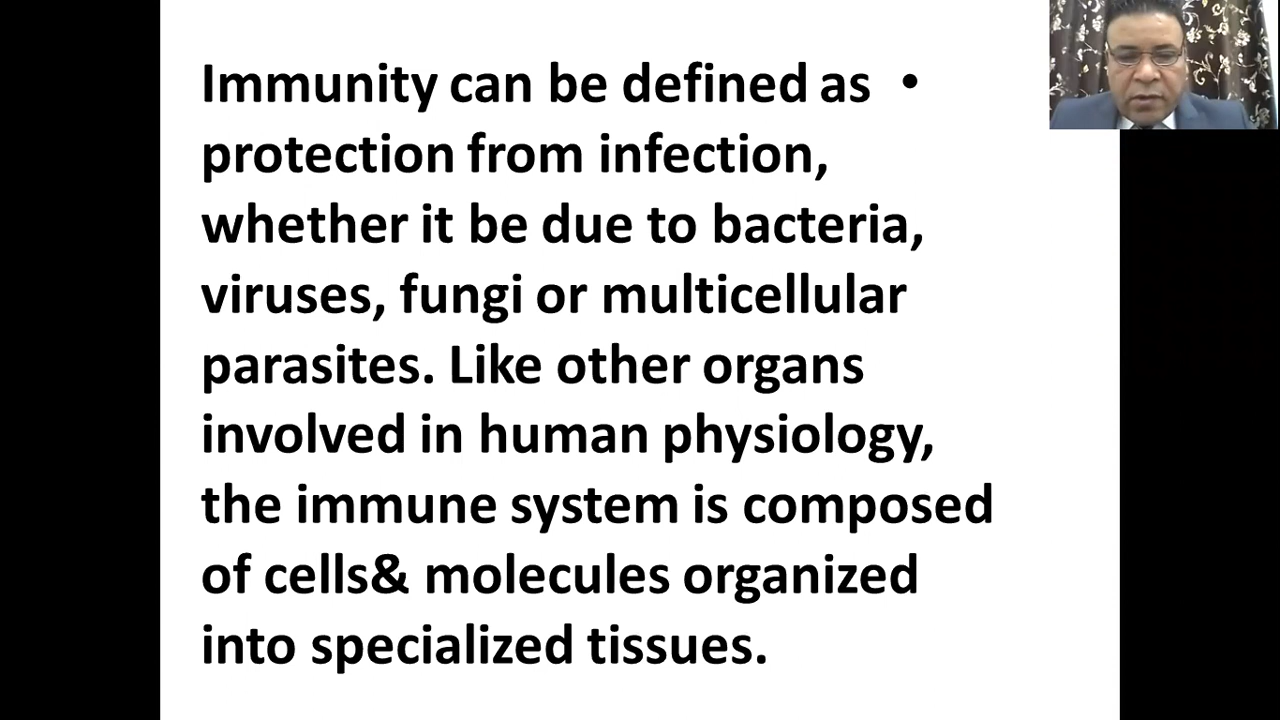 Immunity can be defined as •
protection from infection,
whether it be due to bacteria,
viruses, fungi or multicellular
parasites. Like other organs
involved in human physiology,
the immune system is composed
of cells& molecules organized
into specialized tissues.